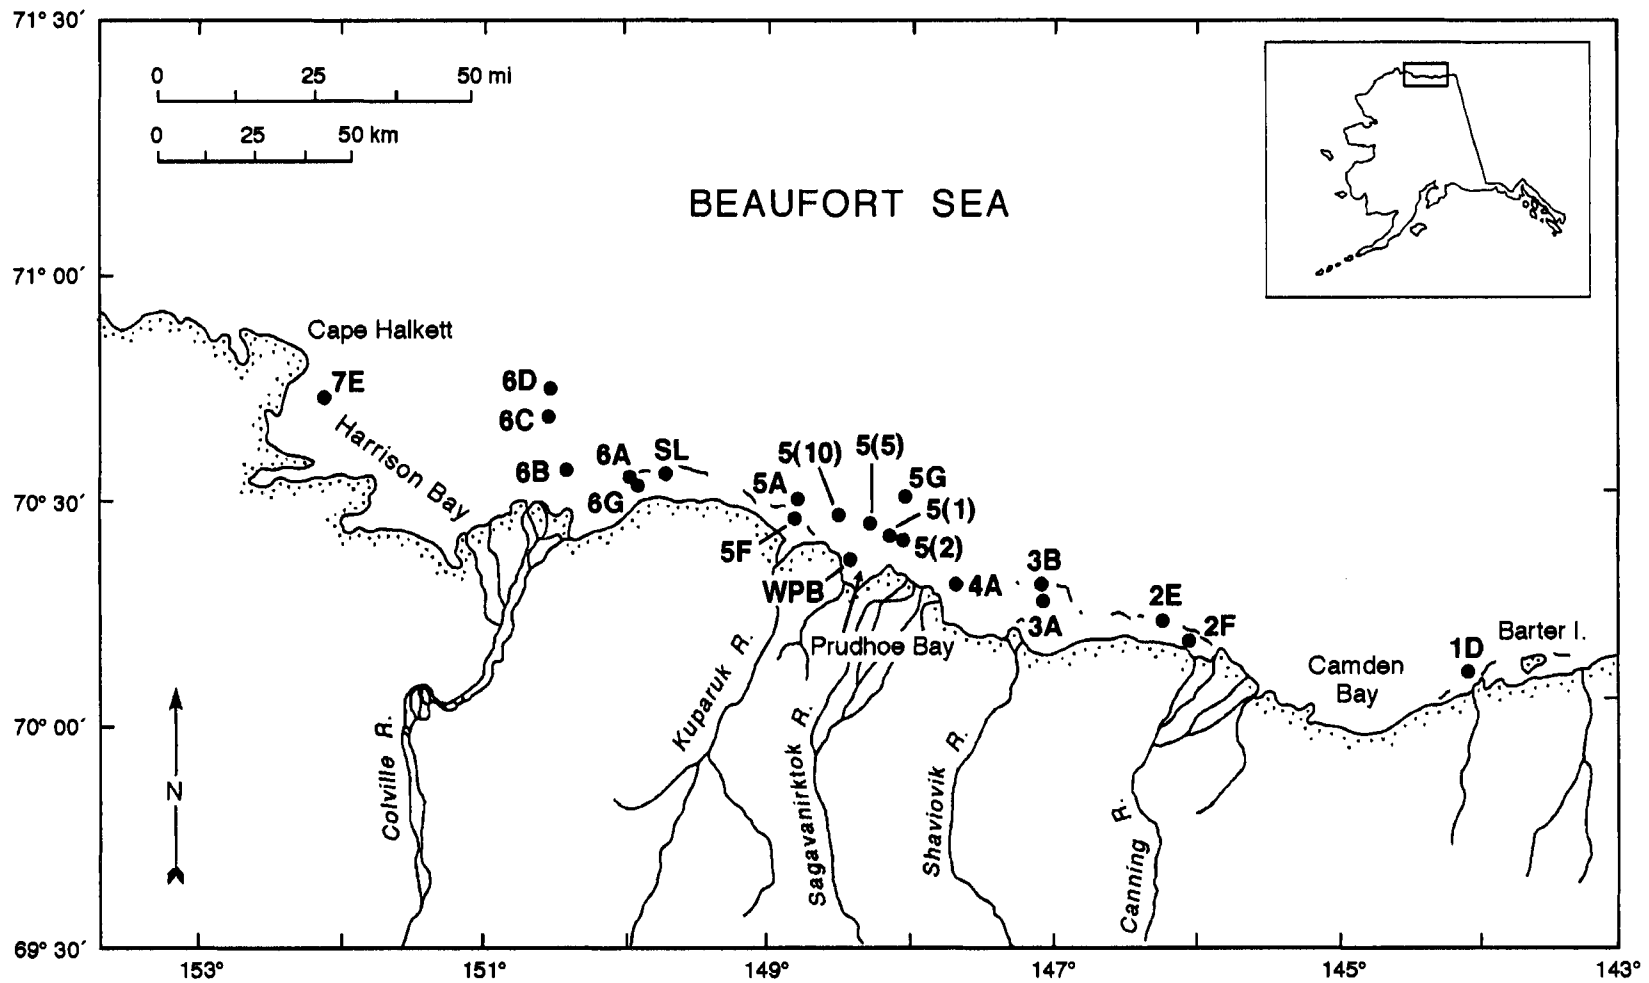 71° 30′
0 25 50 mi
0 25 50 km
BEAUFORT SEA
71° 00′
Cape Halkett
7E
6D
6C
Harrison Bay
6B
6A
SL
6G
5(10)
5(5)
5A
5G
5(1)
5(2)
5F
WPB
70° 30′
4A
3B
3A
2E
2F
Prudhoe Bay
Barter I.
1D
Camden
Bay
70° 00′
N
Colville R.
Kuparuk R.
Sagavanirktok R.
Shaviovik R.
Canning R.
69° 30′
153° 151° 149° 147° 145° 143°